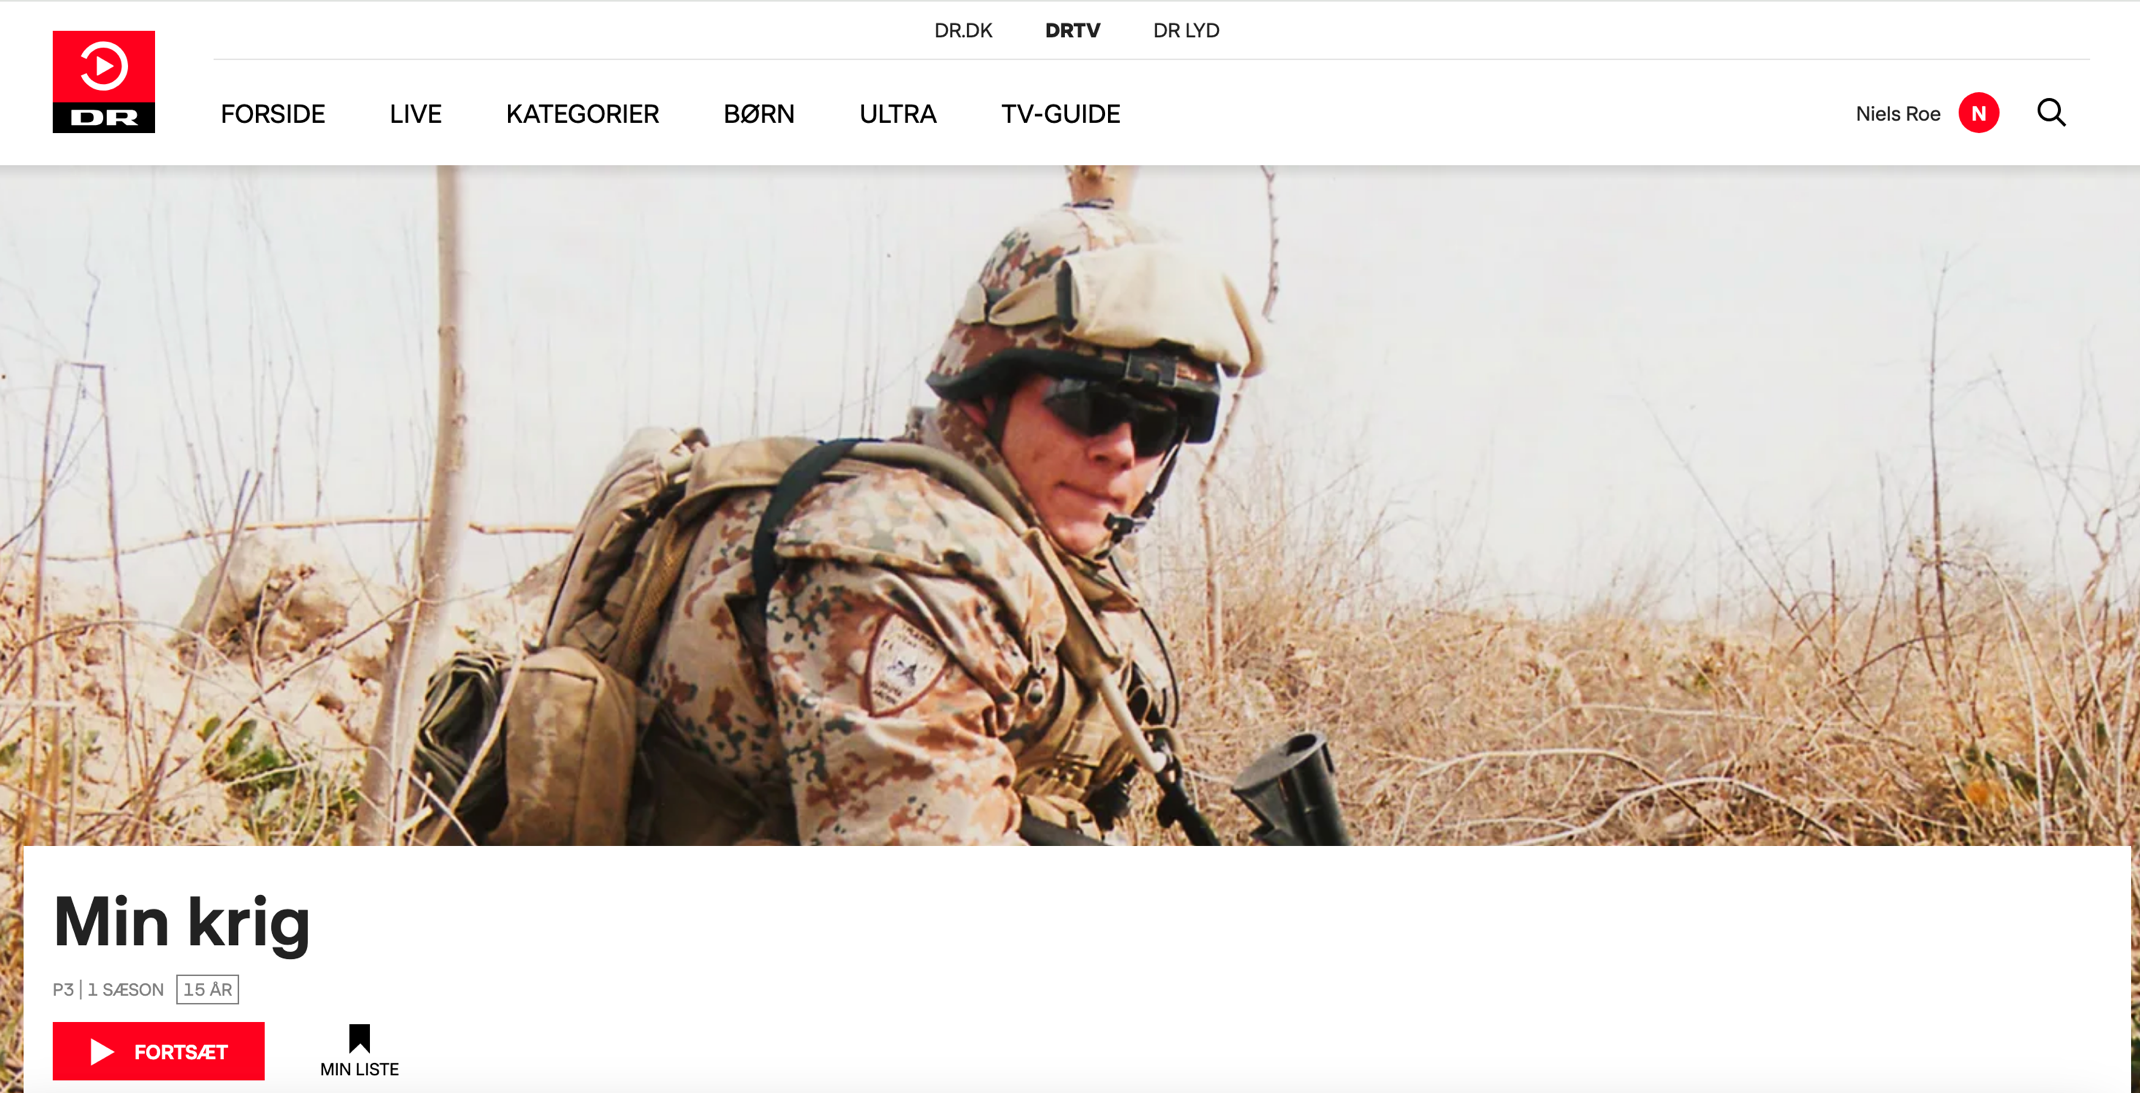 DR.DK DRTV DR LYD
DR
FORSIDE LIVE KATEGORIER BØRN ULTRA TV-GUIDE
Niels Roe N
Min krig
P3 | 1 SÆSON 15 ÅR
FORTSÆT
MIN LISTE